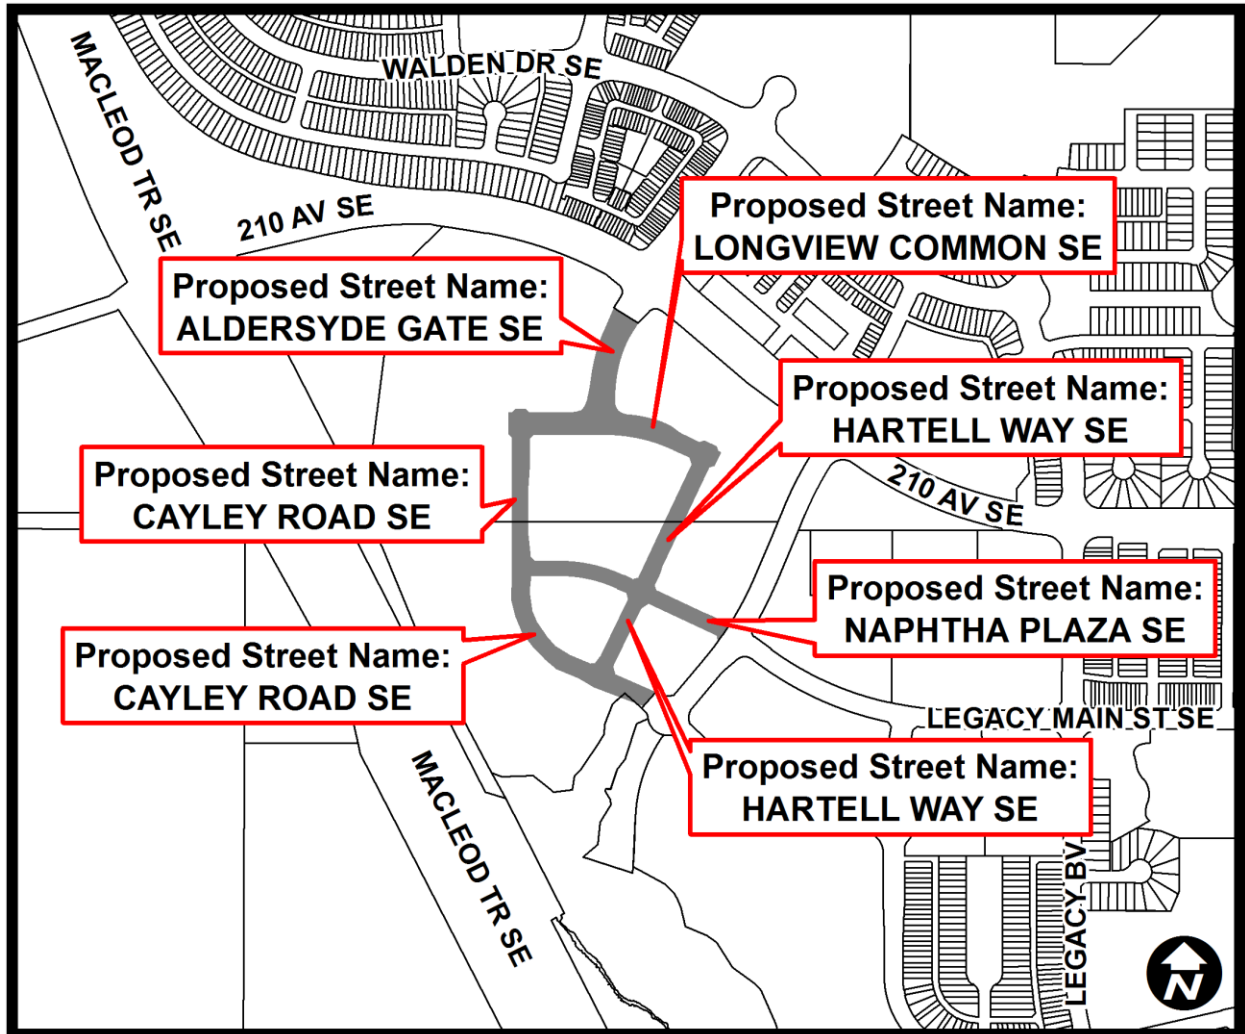 WALDEN DR SE
MACLEOD TR SE
210 AV SE
Proposed Street Name:
LONGVIEW COMMON SE
Proposed Street Name:
ALDERSYDE GATE SE
Proposed Street Name:
HARTELL WAY SE
Proposed Street Name:
CAYLEY ROAD SE
210 AV SE
Proposed Street Name:
NAPHTHA PLAZA SE
Proposed Street Name:
CAYLEY ROAD SE
LEGACY MAIN ST SE
Proposed Street Name:
HARTELL WAY SE
MACLEOD TR SE
LEGACY BV
N